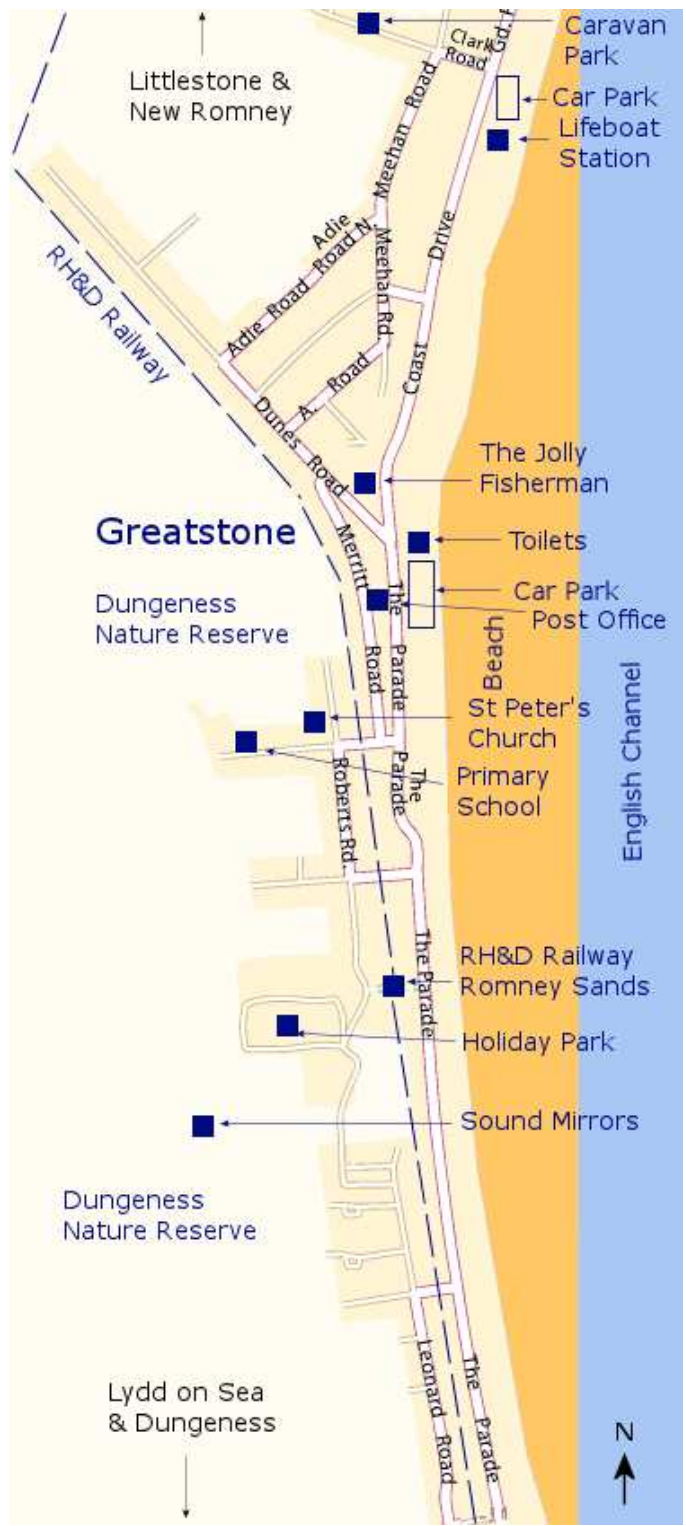 Caravan
Park
Clark
Road
Gd.
Littlestone &
New Romney
Car Park
Lifeboat
Station
Meehan Road
Adie
Road N.
Adie Road
Meehan Rd.
Coast Drive
RH&D Railway
A. Road
Dunes Road
The Jolly
Fisherman
Greatstone
Toilets
Merritt Road
The Parade
Car Park
Post Office
Dungeness
Nature Reserve
Beach
English Channel
St Peter's
Church
Primary
School
The
Parade
Roberts Rd.
RH&D Railway
Romney Sands
The Parade
Holiday Park
Sound Mirrors
Dungeness
Nature Reserve
Leonard Road
The Parade
Lydd on Sea
& Dungeness
N